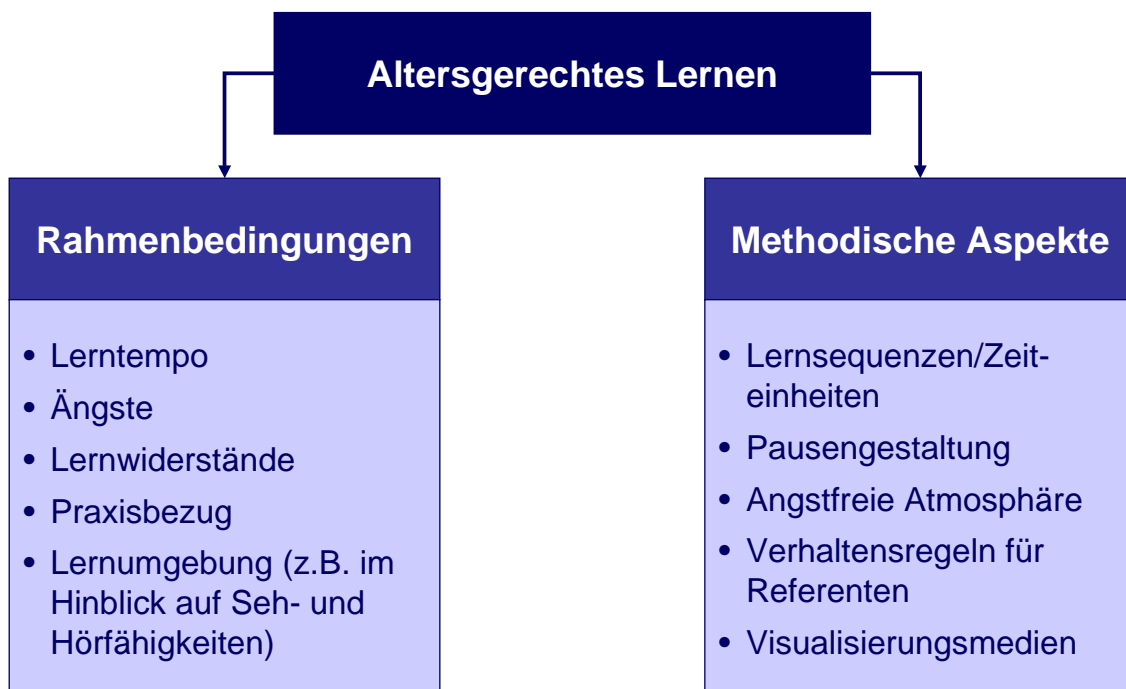 Altersgerechtes Lernen
Rahmenbedingungen
• Lerntempo
• Ängste
• Lernwiderstände
• Praxisbezug
• Lernumgebung (z.B. im
Hinblick auf Seh- und
Hörfähigkeiten)
Methodische Aspekte
• Lernsequenzen/Zeit-
einheiten
• Pausengestaltung
• Angstfreie Atmosphäre
• Verhaltensregeln für
Referenten
• Visualisierungsmedien